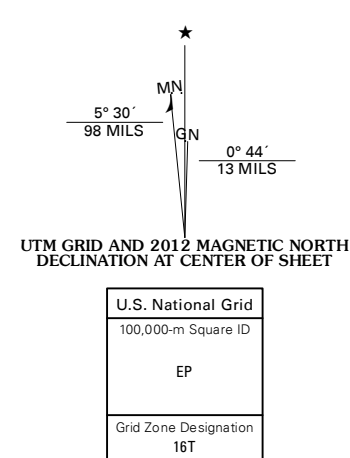 ★
MN
5° 30´
98 MILS
GN
0° 44´
13 MILS
UTM GRID AND 2012 MAGNETIC NORTH
DECLINATION AT CENTER OF SHEET
U.S. National Grid
100,000-m Square ID
EP
Grid Zone Designation
16T